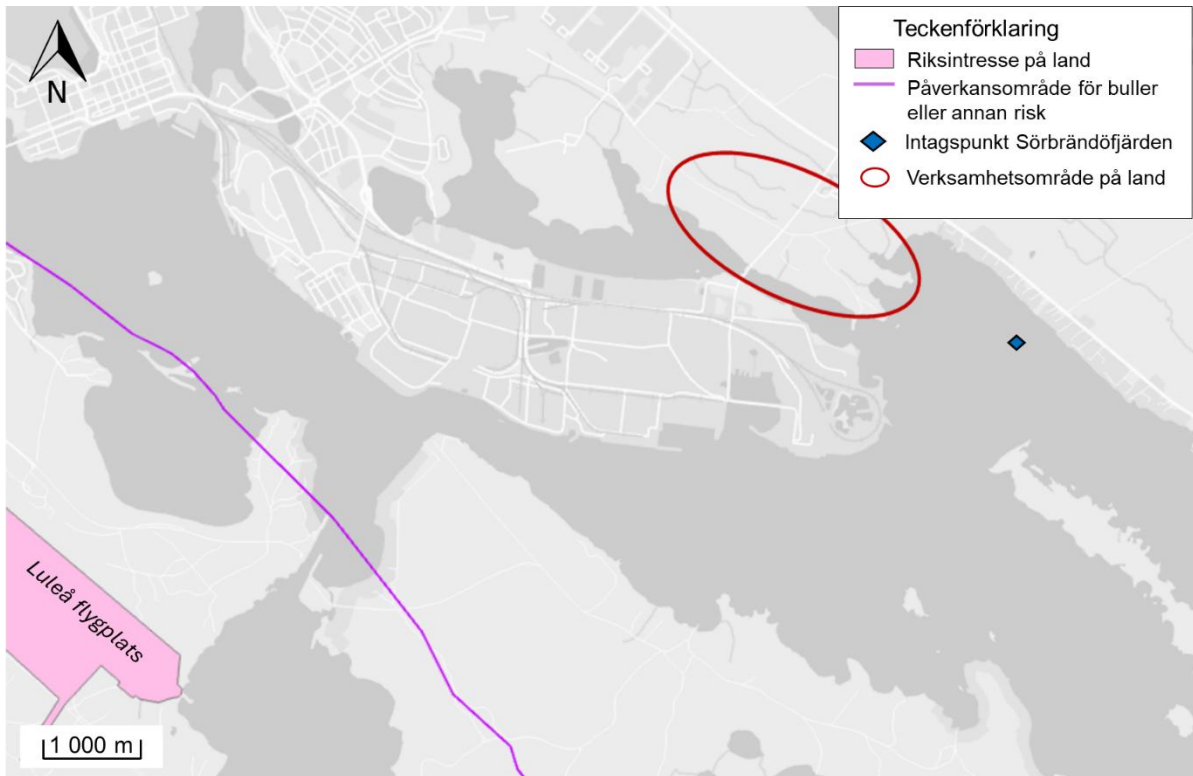 N
Teckenförklaring
Riksintresse på land
Påverkansområde för buller
eller annan risk
Intagspunkt Sörbrändöfjärden
Verksamhetsområde på land
Luleå flygplats
1 000 m